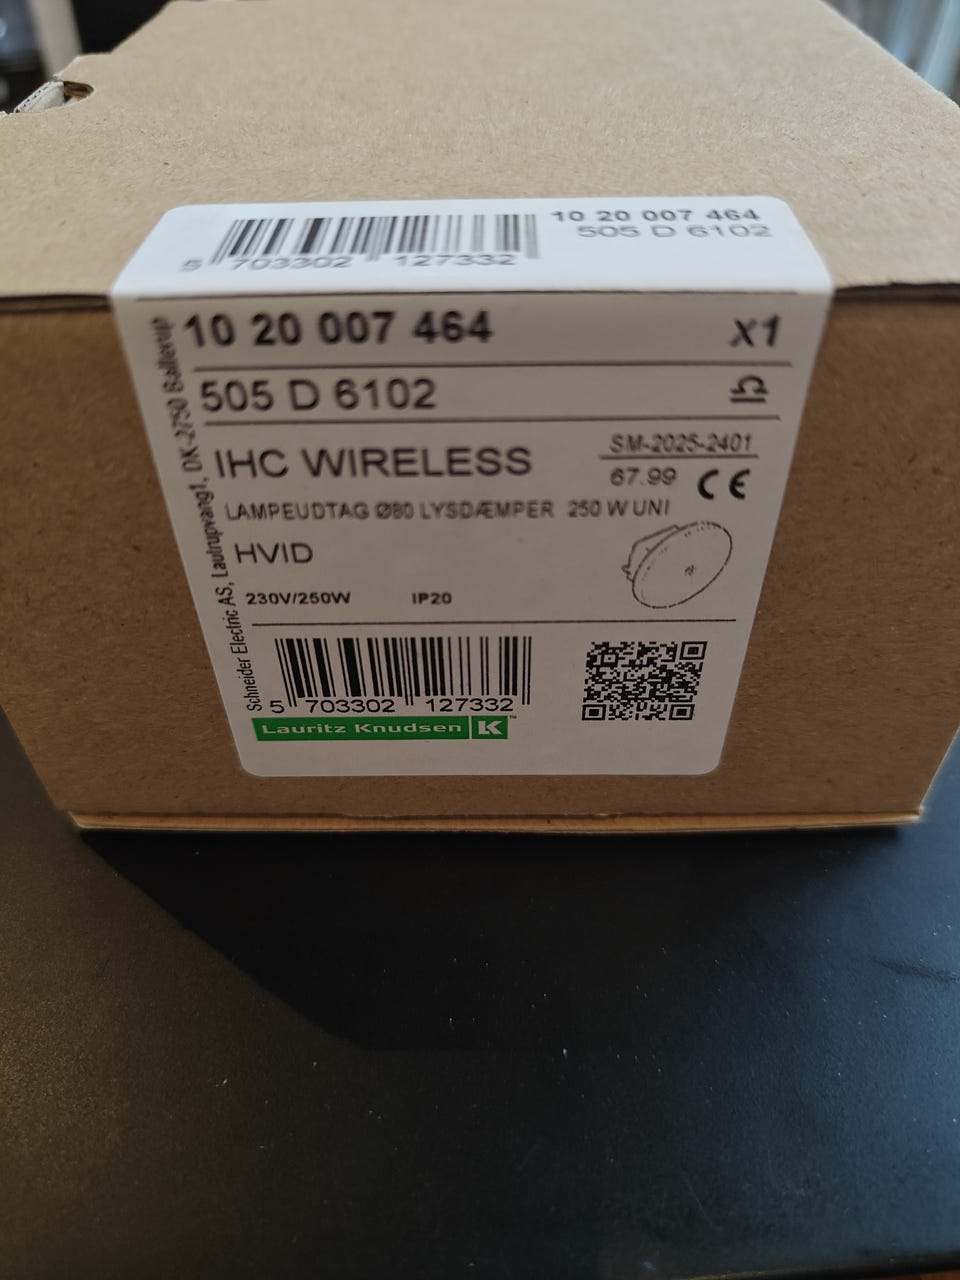 10 20 007 464
505 D 6102
5 703302 127332
10 20 007 464 x1
505 D 6102
IHC WIRELESS
SM-2025-2401
67.99 CE
LAMPEUDTAG Ø80 LYSDÆMPER 250 W UNI
HVID
230V/250W IP20
5 703302 127332
Lauritz Knudsen K
Schneider Electric AS, Lautrupvang1, DK-2750 Ballerup